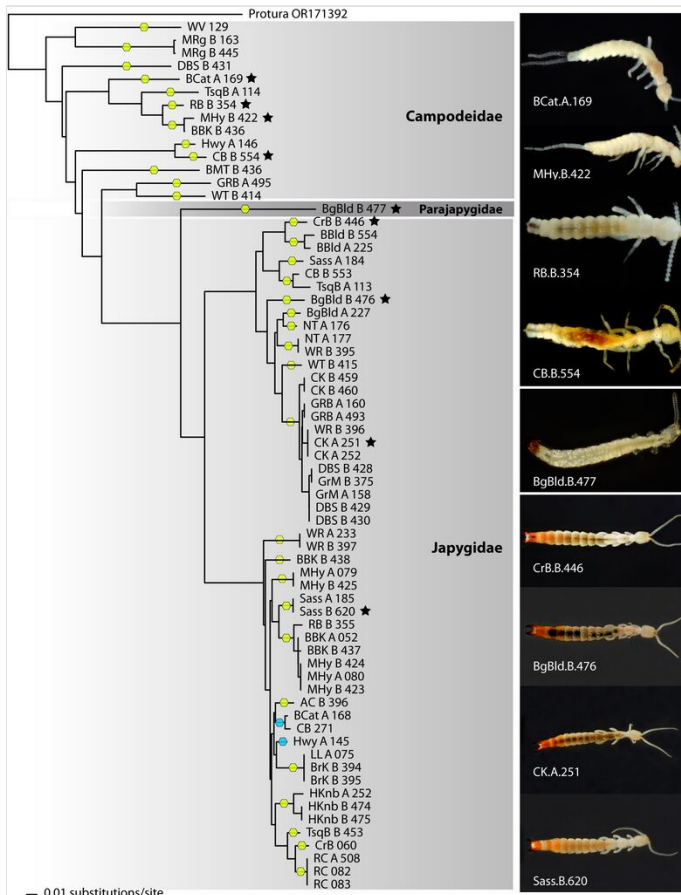 Protura OR171392
WV 129
MRg B 163
MRg B 445
DBS B 431
BCat A 169
TsqB A 114
RB B 354
MHy B 422
BBK B 436
Hwy A 146
CB B 554
BMT B 436
GRB A 495
WT B 414
Campodeidae
BgBld B 477
Parajapygidae
CrB B 446
BBld B 554
BBld A 225
Sass A 184
CB B 553
TsqB A 113
BgBld B 476
BgBld A 227
NT A 176
NT A 177
WR B 395
WT B 415
CK B 459
CK B 460
GRB A 160
GRB A 493
WR B 396
CK A 251
CK A 252
DBS B 428
GrM B 375
GrM A 158
DBS B 429
DBS B 430
WR A 233
WR B 397
Japygidae
BBK B 438
MHy A 079
MHy B 425
Sass A 185
Sass B 620
RB B 355
BBK A 052
BBK B 437
MHy B 424
MHy A 080
MHy B 423
AC B 396
BCat A 168
CB 271
Hwy A 145
LL A 075
BrK B 394
BrK B 395
HKnb A 252
HKnb B 474
HKnb B 475
TsqB B 453
CrB 060
RC A 508
RC 082
RC 083
0.01 substitutions/site
BCat.A.169
MHy.B.422
RB.B.354
CB.B.554
BgBld.B.477
CrB.B.446
BgBld.B.476
CK.A.251
Sass.B.620